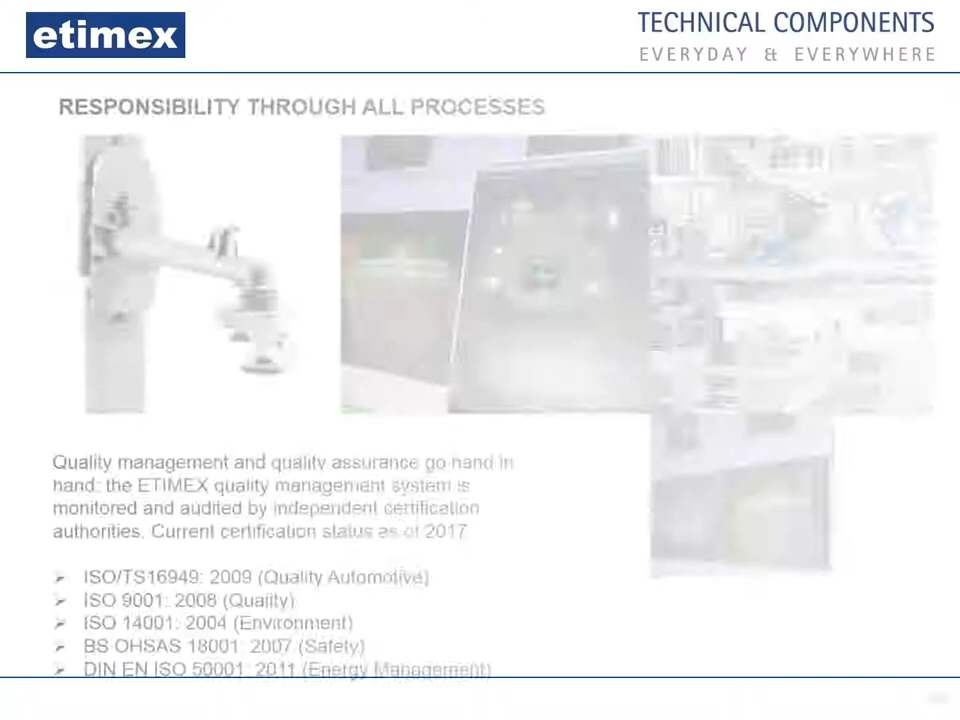 etimex
TECHNICAL COMPONENTS
EVERYDAY & EVERYWHERE
RESPONSIBILITY THROUGH ALL PROCESSES
Quality management and quality assurance go hand in
hand: the ETIMEX quality management system is
monitored and audited by independent certification
authorities. Current certification status as of 2017
➢ ISO/TS16949: 2009 (Quality Automotive)
➢ ISO 9001: 2008 (Quality)
➢ ISO 14001: 2004 (Environment)
➢ BS OHSAS 18001: 2007 (Safety)
➢ DIN EN ISO 50001: 2011 (Energy Management)